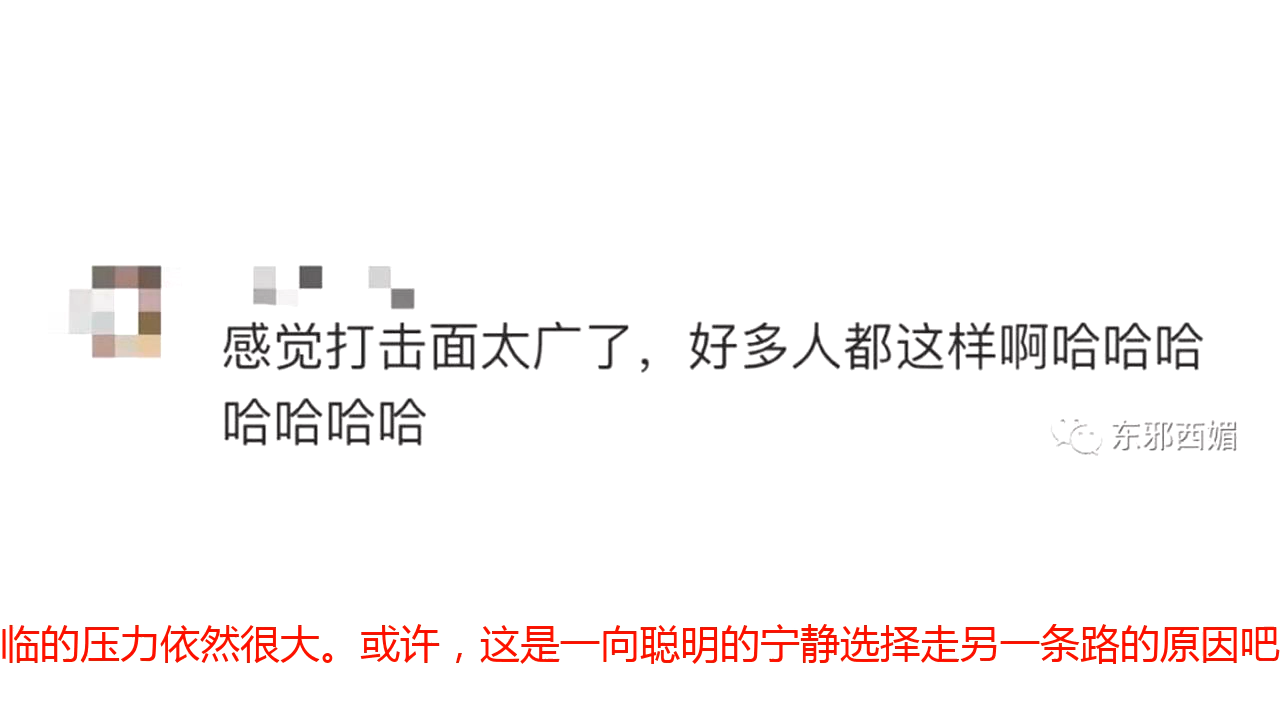 感觉打击面太广了，好多人都这样啊哈哈哈
哈哈哈哈
东邪西媚
临的压力依然很大。或许，这是一向聪明的宁静选择走另一条路的原因吧